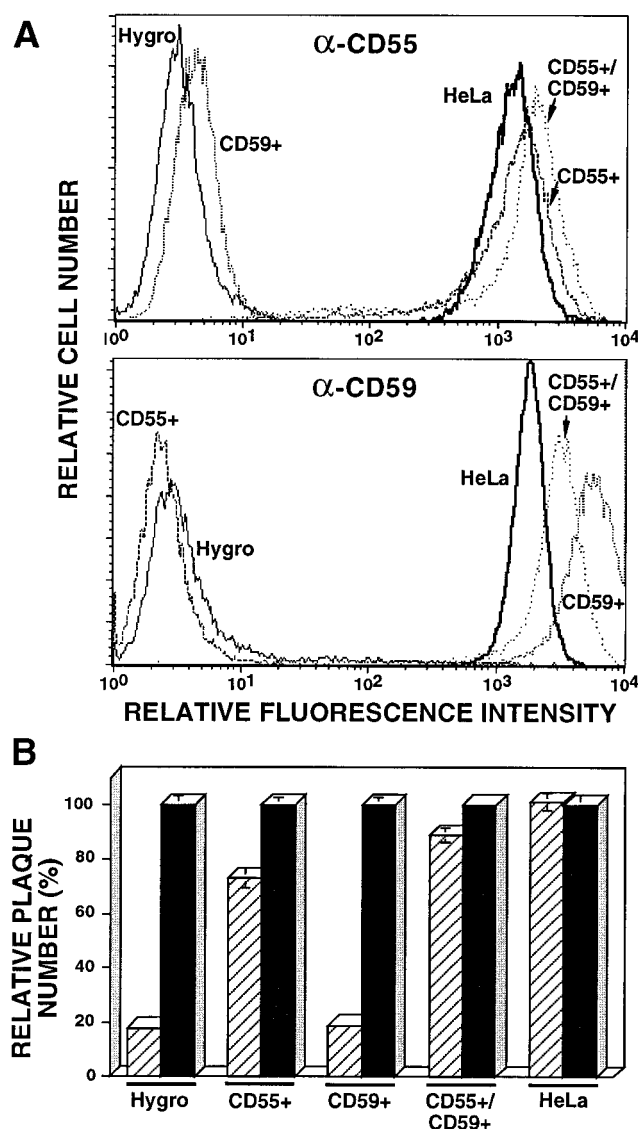 A
α-CD55
Hygro
CD59+
HeLa
CD55+/
CD59+
CD55+
10⁰ 10¹ 10² 10³ 10⁴
α-CD59
CD55+
Hygro
HeLa
CD55+/
CD59+
CD59+
10⁰ 10¹ 10² 10³ 10⁴
RELATIVE CELL NUMBER
RELATIVE FLUORESCENCE INTENSITY
B
RELATIVE PLAQUE
NUMBER (%)
100
80
60
40
20
0
Hygro CD55+ CD59+ CD55+/ HeLa
CD59+